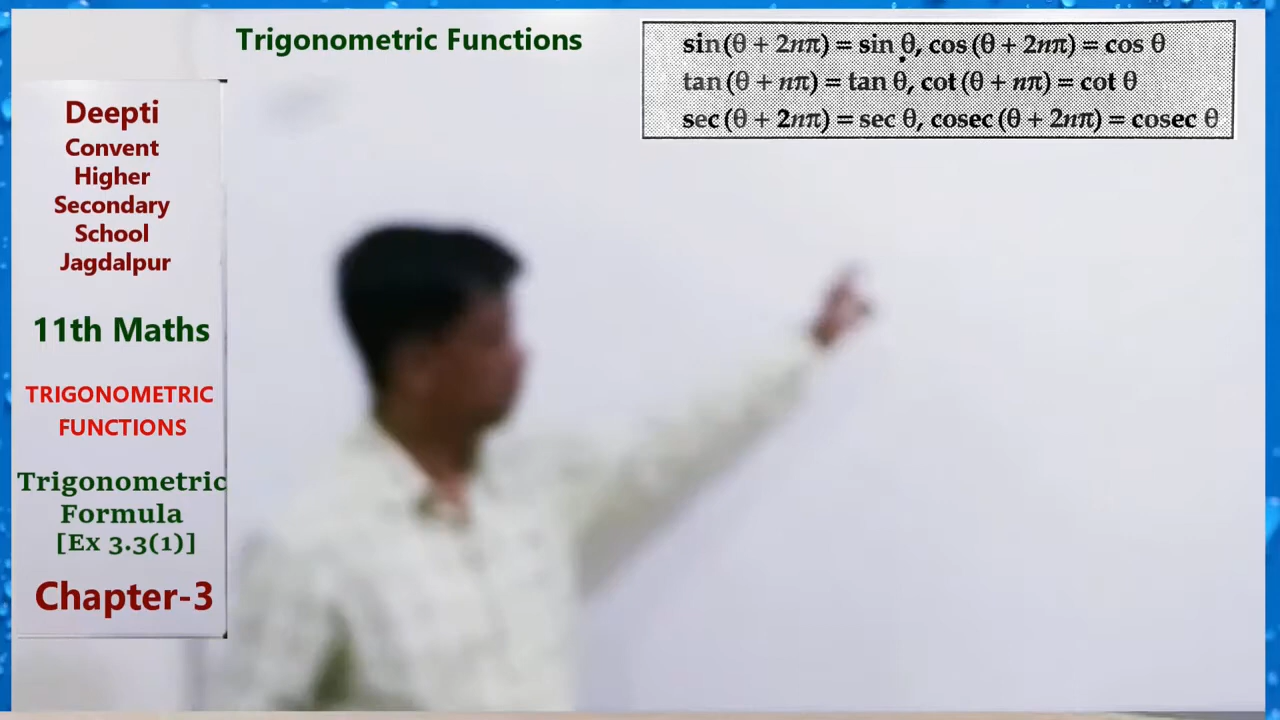 Trigonometric Functions
sin (θ + 2nπ) = sin θ, cos (θ + 2nπ) = cos θ
tan (θ + nπ) = tan θ, cot (θ + nπ) = cot θ
sec (θ + 2nπ) = sec θ, cosec (θ + 2nπ) = cosec θ
Deepti
Convent
Higher
Secondary
School
Jagdalpur
11th Maths
TRIGONOMETRIC
FUNCTIONS
Trigonometric
Formula
[Ex 3.3(1)]
Chapter-3